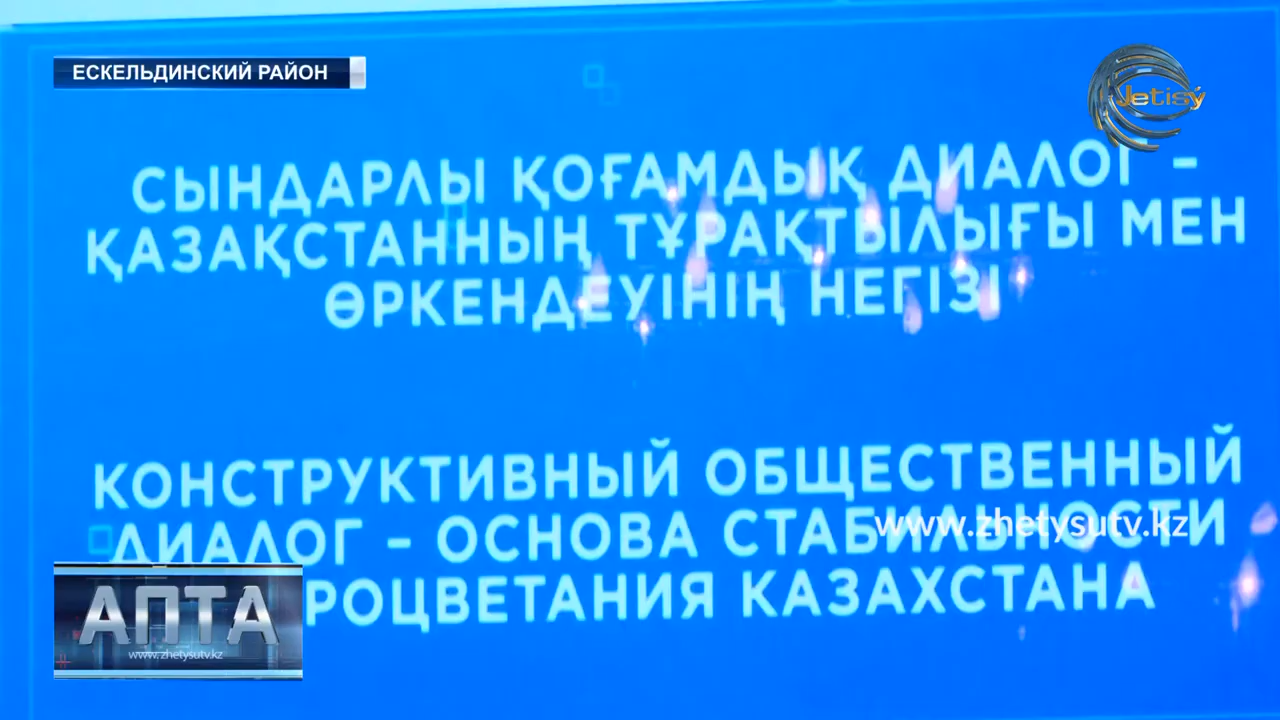 ЕСКЕЛЬДИНСКИЙ РАЙОН
Jetisý
СЫНДАРЛЫ ҚОҒАМДЫҚ ДИАЛОГ –
ҚАЗАҚСТАННЫҢ ТҰРАҚТЫЛЫҒЫ МЕН
ӨРКЕНДЕУІНІҢ НЕГІЗІ
КОНСТРУКТИВНЫЙ ОБЩЕСТВЕННЫЙ
ДИАЛОГ – ОСНОВА СТАБИЛЬНОСТИ
www.zhetysutv.kz
РОЦВЕТАНИЯ КАЗАХСТАНА
АПТА
www.zhetysutv.kz